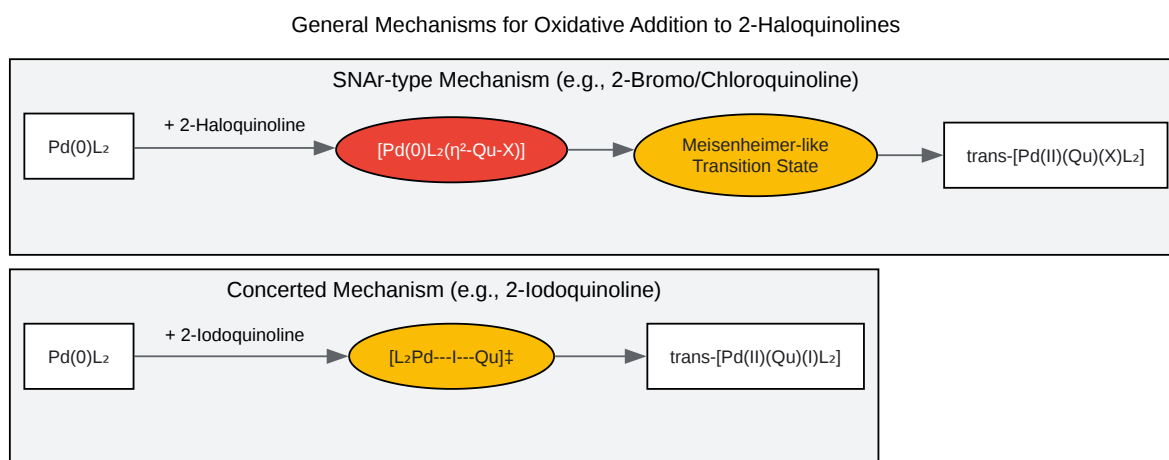 General Mechanisms for Oxidative Addition to 2-Haloquinolines
SNAr-type Mechanism (e.g., 2-Bromo/Chloroquinoline)
Pd(0)L₂
+ 2-Haloquinoline
[Pd(0)L₂(η²-Qu-X)]
Meisenheimer-like
Transition State
trans-[Pd(II)(Qu)(X)L₂]
Concerted Mechanism (e.g., 2-Iodoquinoline)
Pd(0)L₂
+ 2-Iodoquinoline
[L₂Pd---I---Qu]‡
trans-[Pd(II)(Qu)(I)L₂]